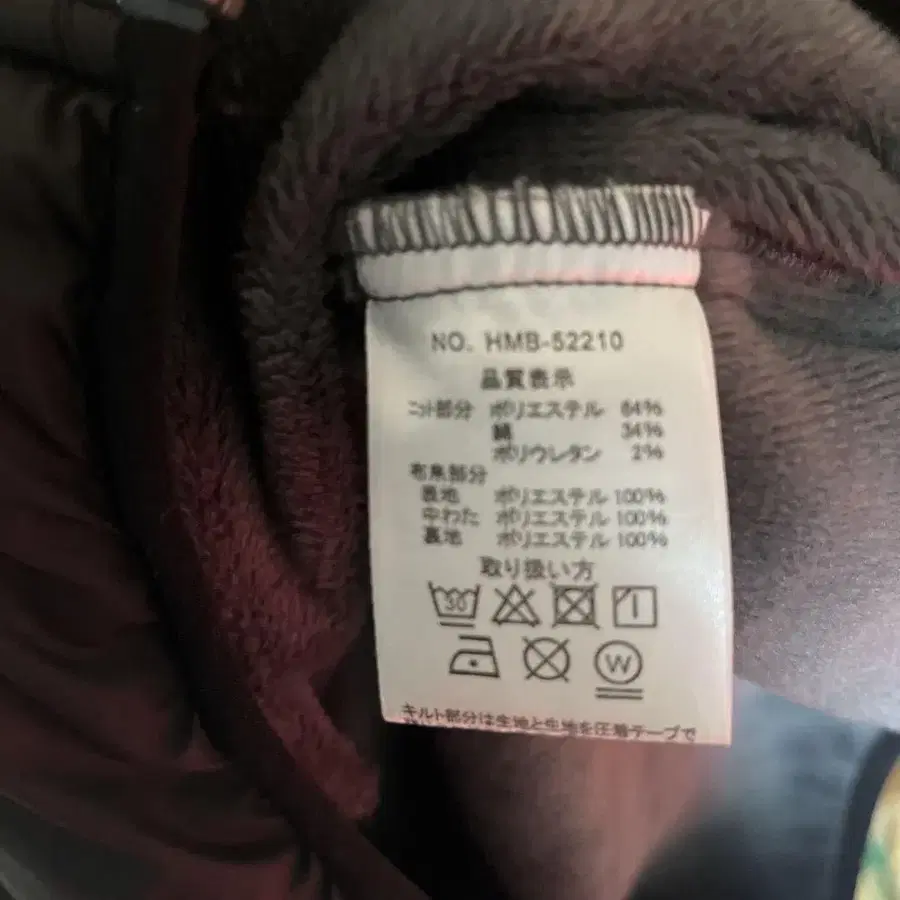 NO. HMB-52210
品質表示
ニット部分 ポリエステル 64%
綿 34%
ポリウレタン 2%
布帛部分
表地 ポリエステル 100%
中わた ポリエステル 100%
裏地 ポリエステル 100%
取り扱い方
30
W
キルト部分は生地と生地を圧着テープで